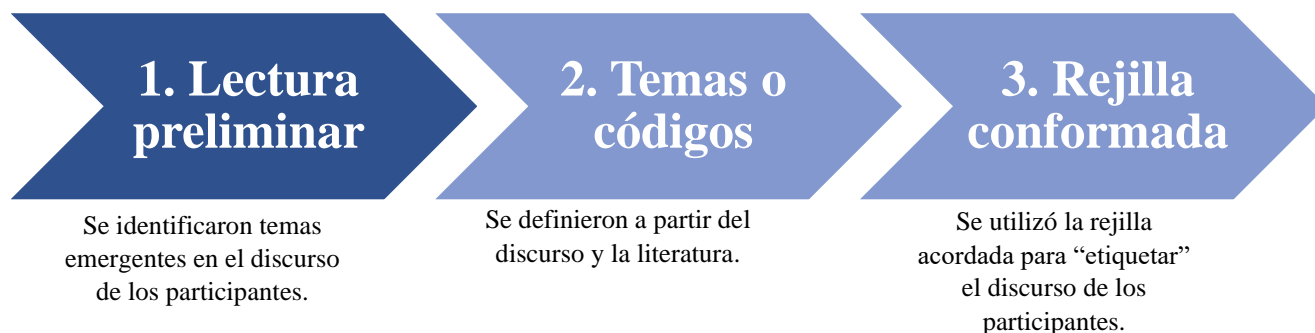 1. Lectura
preliminar
Se identificaron temas
emergentes en el discurso
de los participantes.
2. Temas o
códigos
Se definieron a partir del
discurso y la literatura.
3. Rejilla
conformada
Se utilizó la rejilla
acordada para “etiquetar”
el discurso de los
participantes.